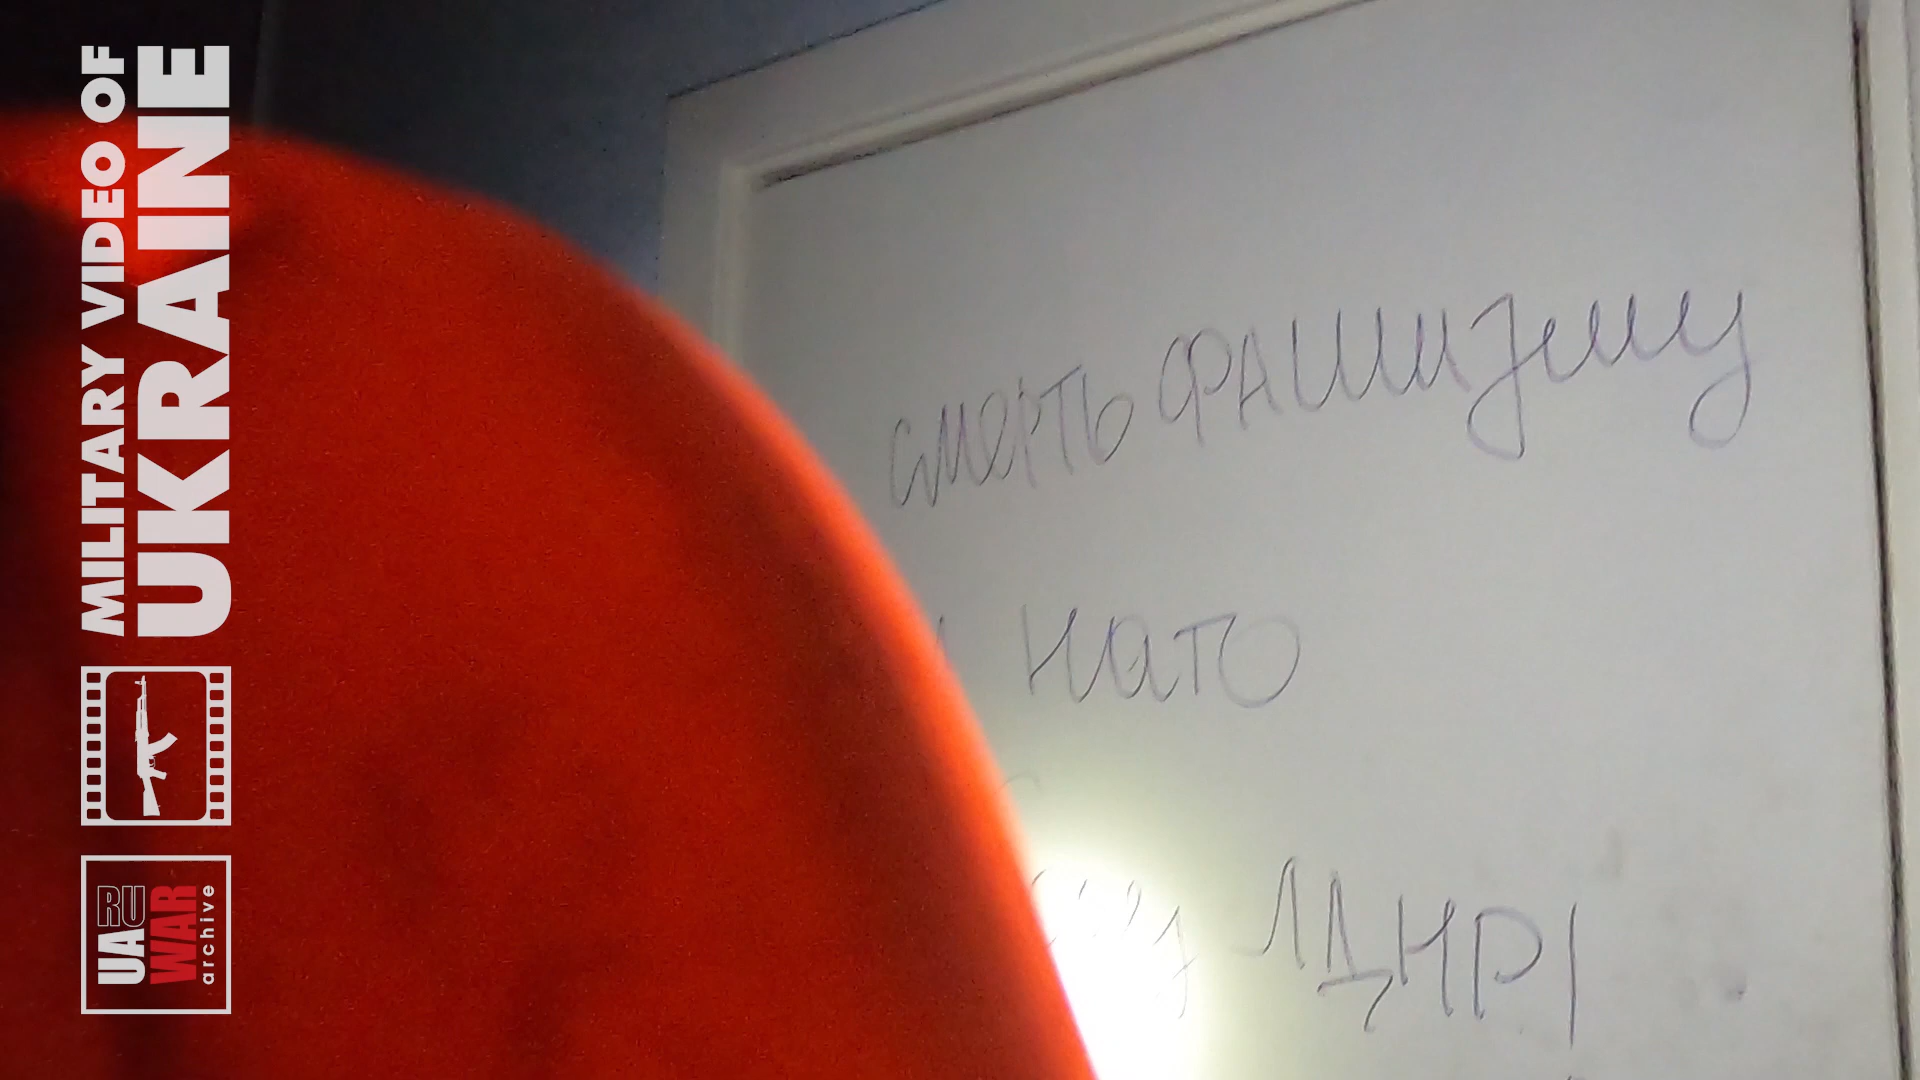 MILITARY VIDEO OF
UKRAINE
UA RU
WAR
archive
смерть фашизму
НАТО
ЛДНР!